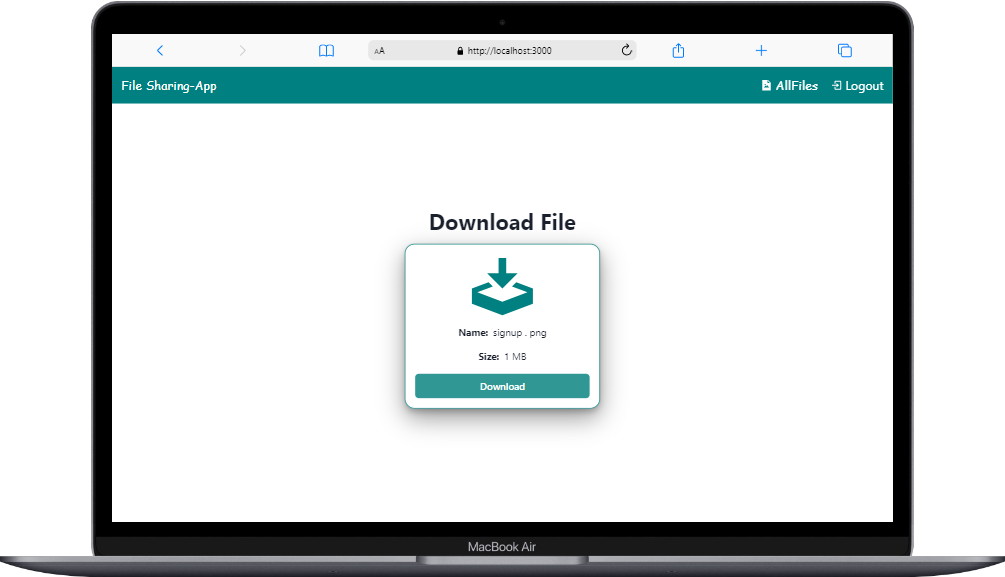 AA http://localhost:3000
File Sharing-App AllFiles Logout
Download File
Name: signup . png
Size: 1 MB
Download
MacBook Air